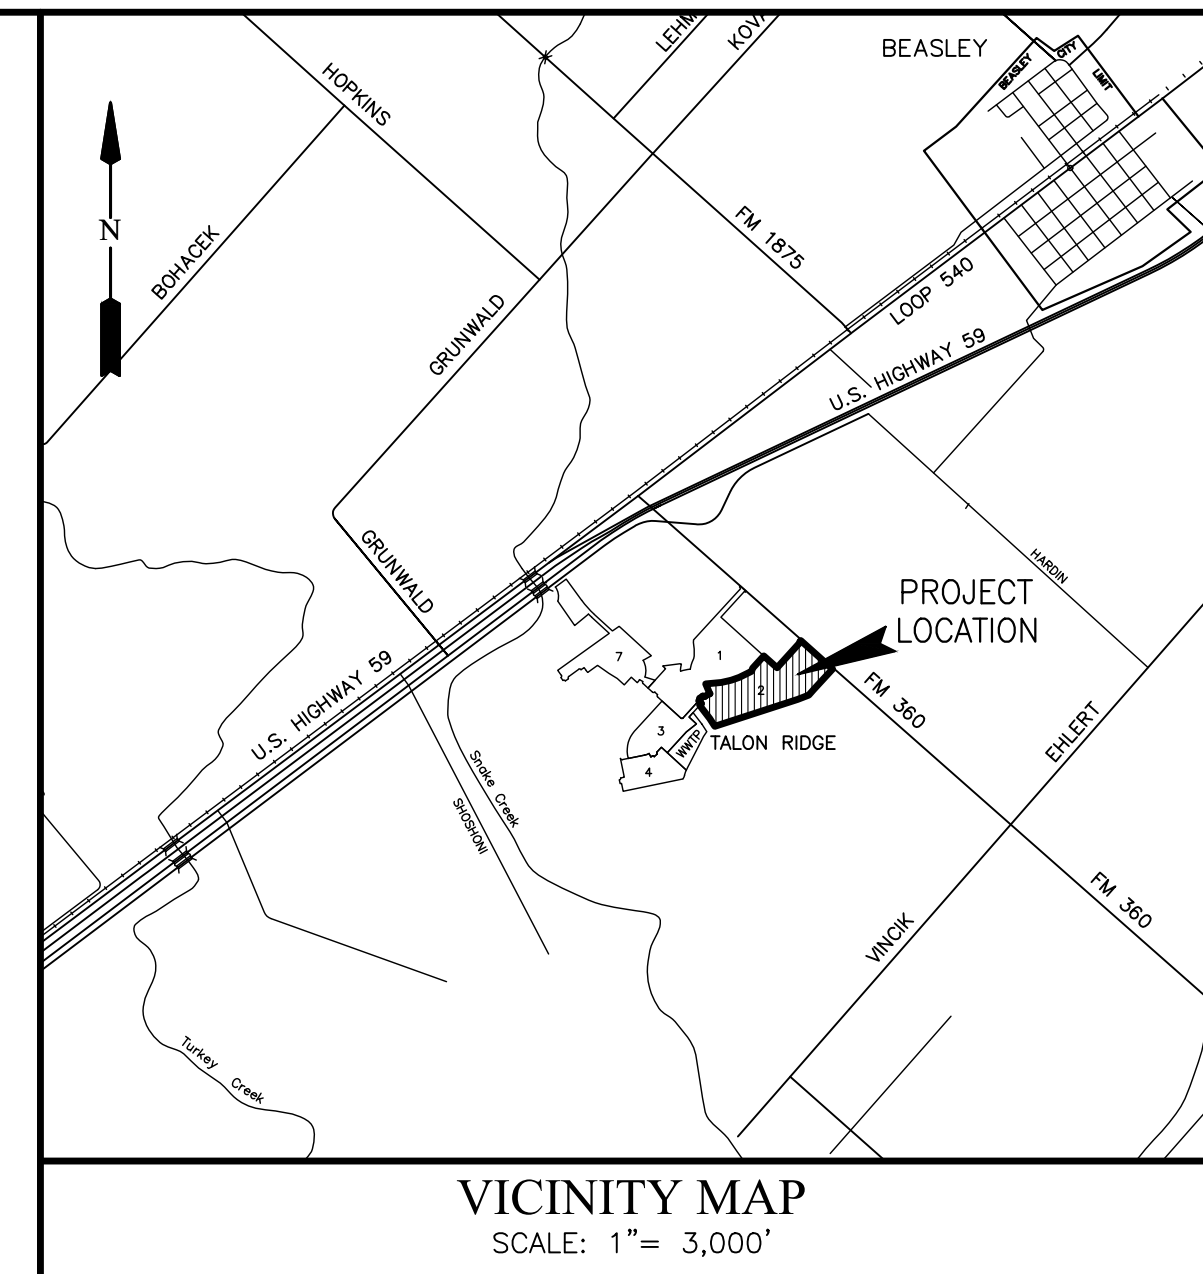 LEHM
KOVA
BEASLEY
BEASLEY CITY LIMIT
HOPKINS
N
BOHACEK
FM 1875
GRUNWALD
LOOP 540
U.S. HIGHWAY 59
GRUNWALD
HARDIN
PROJECT
LOCATION
7
1
2
3
4
WWTP
TALON RIDGE
FM 360
U.S. HIGHWAY 59
EHLERT
Snake Creek
SHOSHONI
FM 360
VINCIK
Turkey Creek
VICINITY MAP
SCALE: 1"= 3,000'